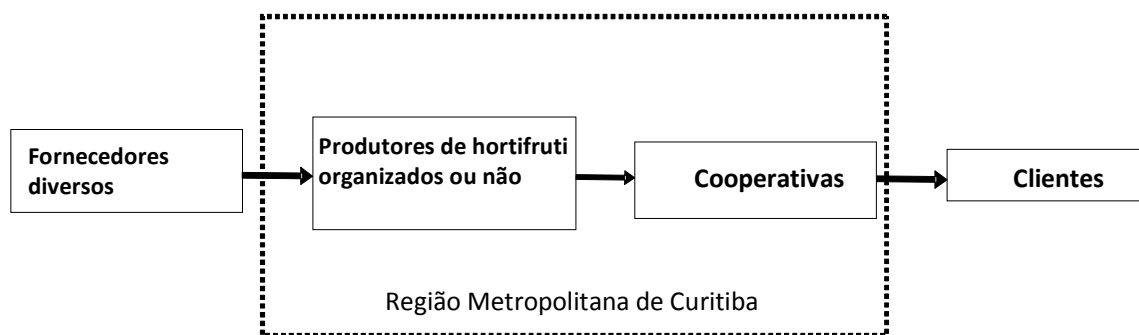 Fornecedores
diversos
Produtores de hortifruti
organizados ou não
Cooperativas
Clientes
Região Metropolitana de Curitiba